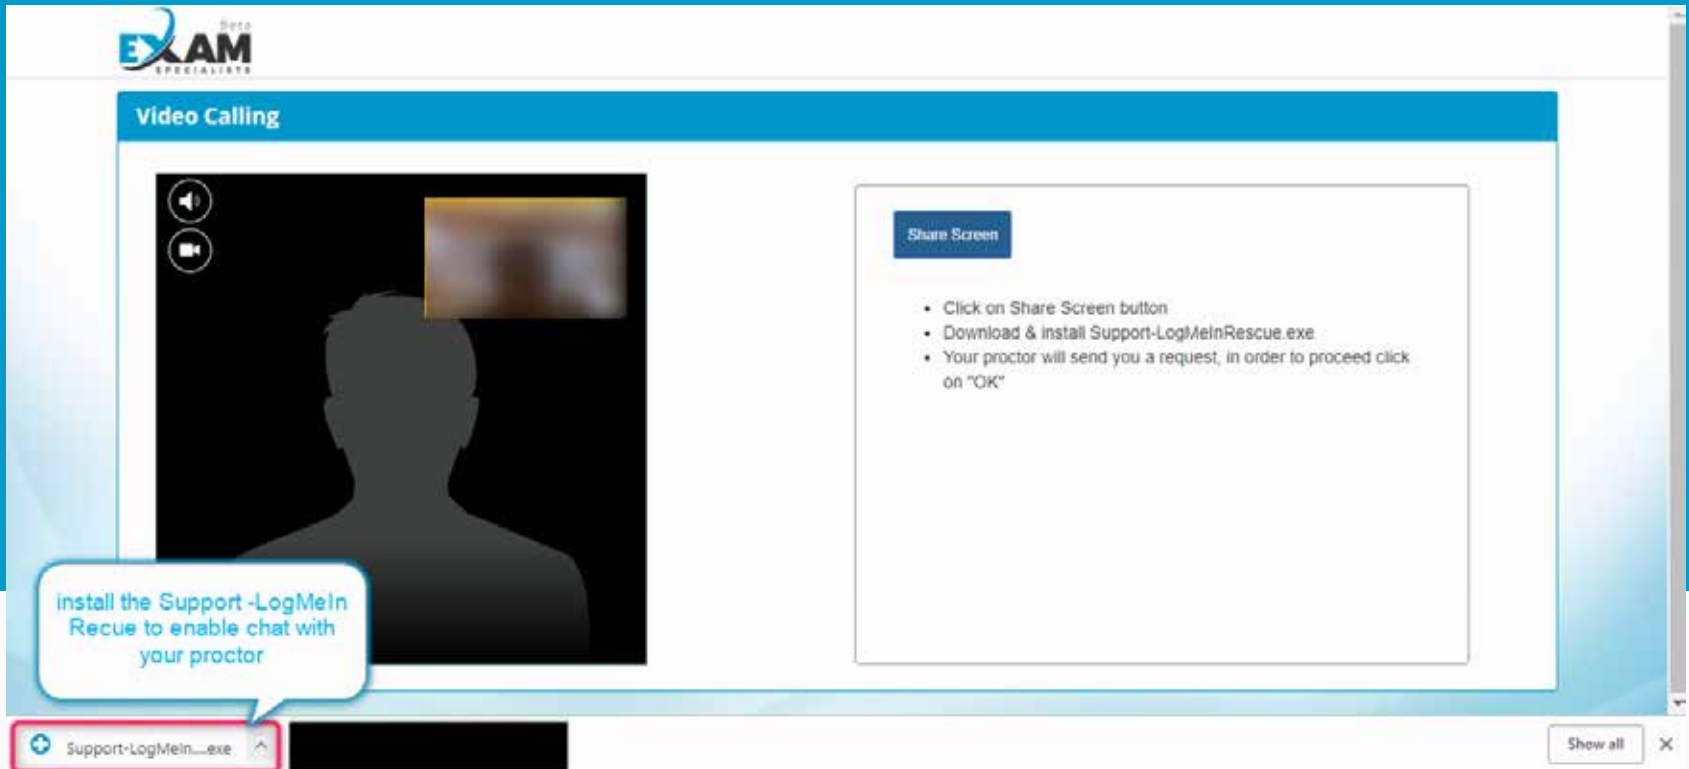 Beta
EXAM
SPECIALISTS
Video Calling
Share Screen
• Click on Share Screen button
• Download & install Support-LogMeInRescue.exe
• Your proctor will send you a request, in order to proceed click
on "OK"
install the Support -LogMeIn
Recue to enable chat with
your proctor
Support-LogMeIn....exe
Show all